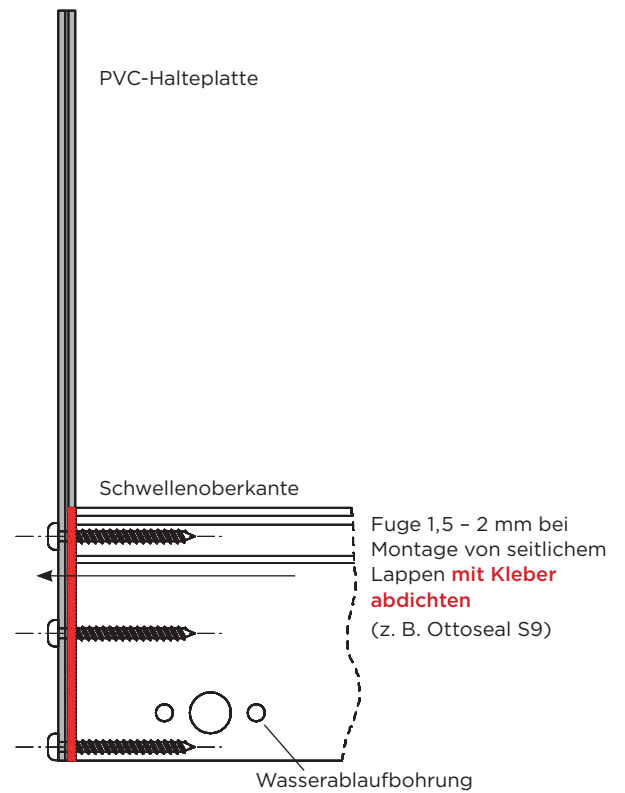 PVC-Halteplatte
Schwellenoberkante
Fuge 1,5 – 2 mm bei
Montage von seitlichem
Lappen mit Kleber
abdichten
(z. B. Ottoseal S9)
Wasserablaufbohrung